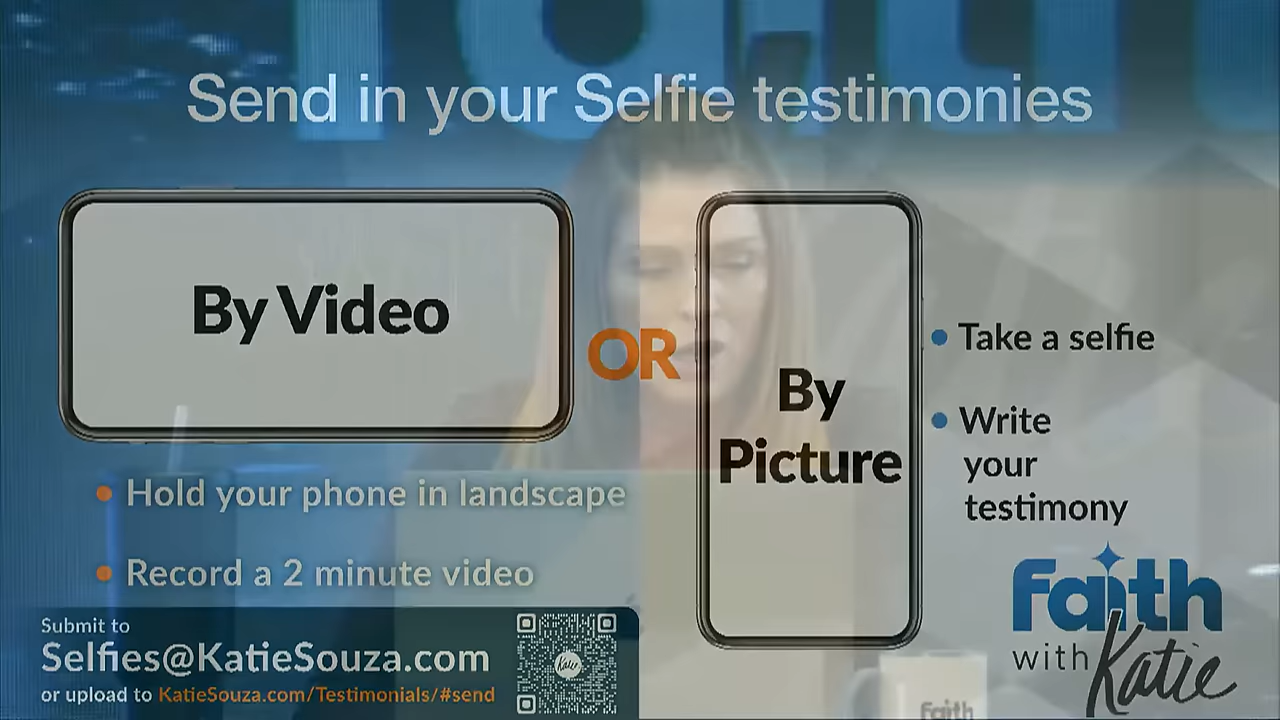 Send in your Selfie testimonies
By Video
• Hold your phone in landscape
• Record a 2 minute video
OR
By
Picture
• Take a selfie
• Write
your
testimony
Submit to
Selfies@KatieSouza.com
or upload to KatieSouza.com/Testimonials/#send
Katie
faith
with Katie
faith